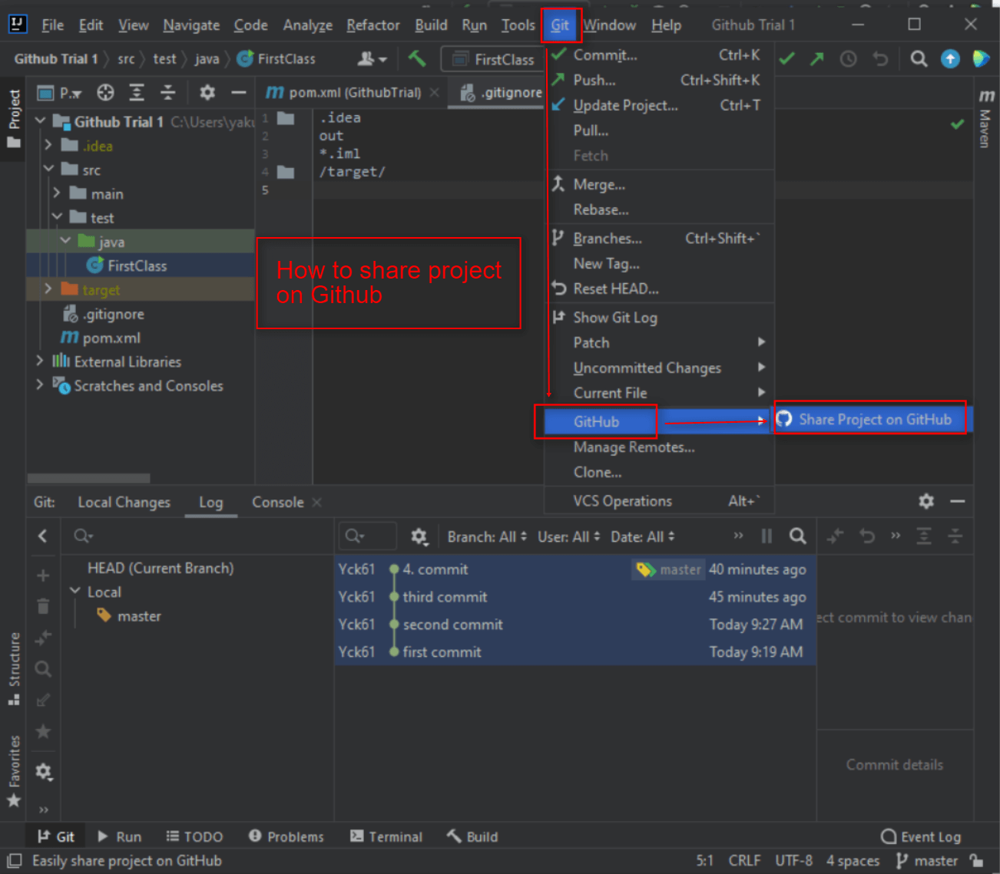 IJ File Edit View Navigate Code Analyze Refactor Build Run Tools Git Window Help Github Trial 1
Github Trial 1 src test java FirstClass FirstClass
Project
P..
pom.xml (GithubTrial)
.gitignore
Github Trial 1 C:\Users\yaku
.idea
src
main
test
java
FirstClass
target
.gitignore
pom.xml
External Libraries
Scratches and Consoles
1 .idea
2 out
3 *.iml
4 /target/
5
How to share project
on Github
Commit... Ctrl+K
Push... Ctrl+Shift+K
Update Project... Ctrl+T
Pull...
Fetch
Merge...
Rebase...
Branches... Ctrl+Shift+`
New Tag...
Reset HEAD...
Show Git Log
Patch
Uncommitted Changes
Current File
GitHub
Share Project on GitHub
Manage Remotes...
Clone...
VCS Operations Alt+`
m Maven
Git: Local Changes Log Console
Branch: All User: All Date: All
HEAD (Current Branch)
Local
master
Yck61 4. commit master 40 minutes ago
Yck61 third commit 45 minutes ago
Yck61 second commit Today 9:27 AM
Yck61 first commit Today 9:19 AM
ect commit to view chan
Commit details
Structure
Favorites
Git Run TODO Problems Terminal Build Event Log
Easily share project on GitHub 5:1 CRLF UTF-8 4 spaces master